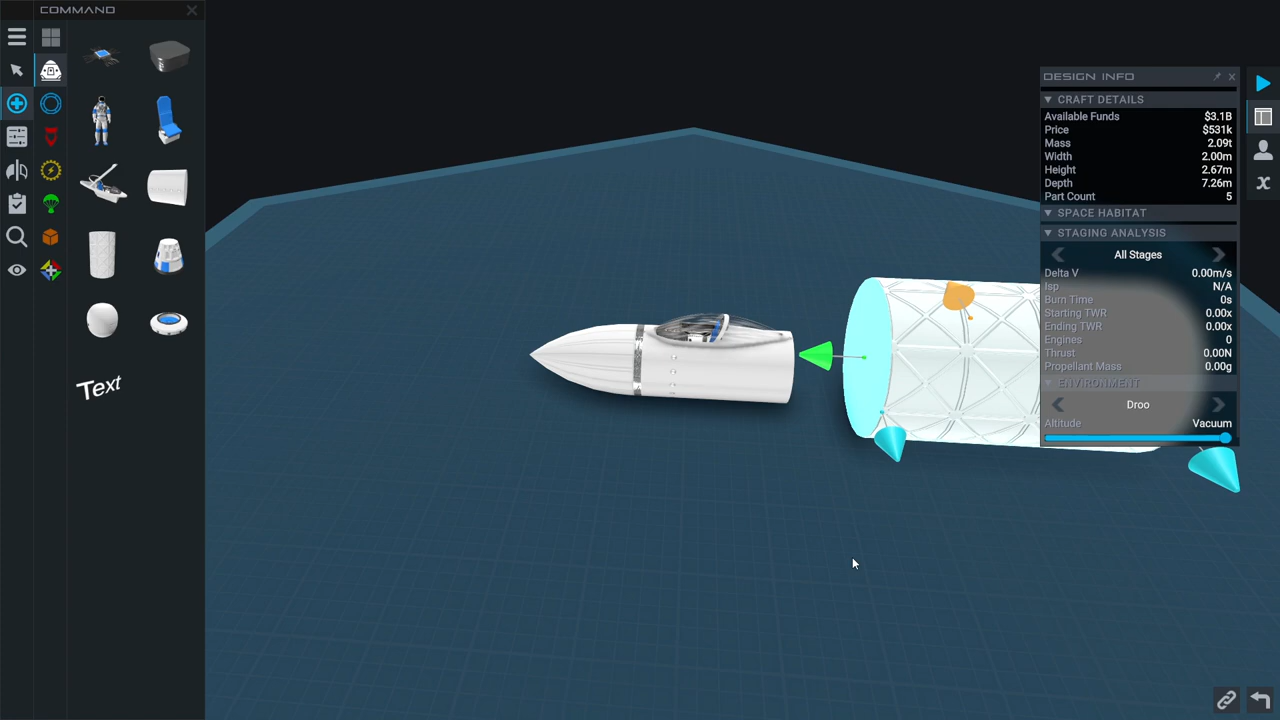 COMMAND
Text
DESIGN INFO
CRAFT DETAILS
Available Funds $3.1B
Price $531k
Mass 2.09t
Width 2.00m
Height 2.67m
Depth 7.26m
Part Count 5
SPACE HABITAT
STAGING ANALYSIS
All Stages
Delta V 0.00m/s
Isp N/A
Burn Time 0s
Starting TWR 0.00x
Ending TWR 0.00x
Engines 0
Thrust 0.00N
Propellant Mass 0.00g
ENVIRONMENT
Droo
Altitude Vacuum